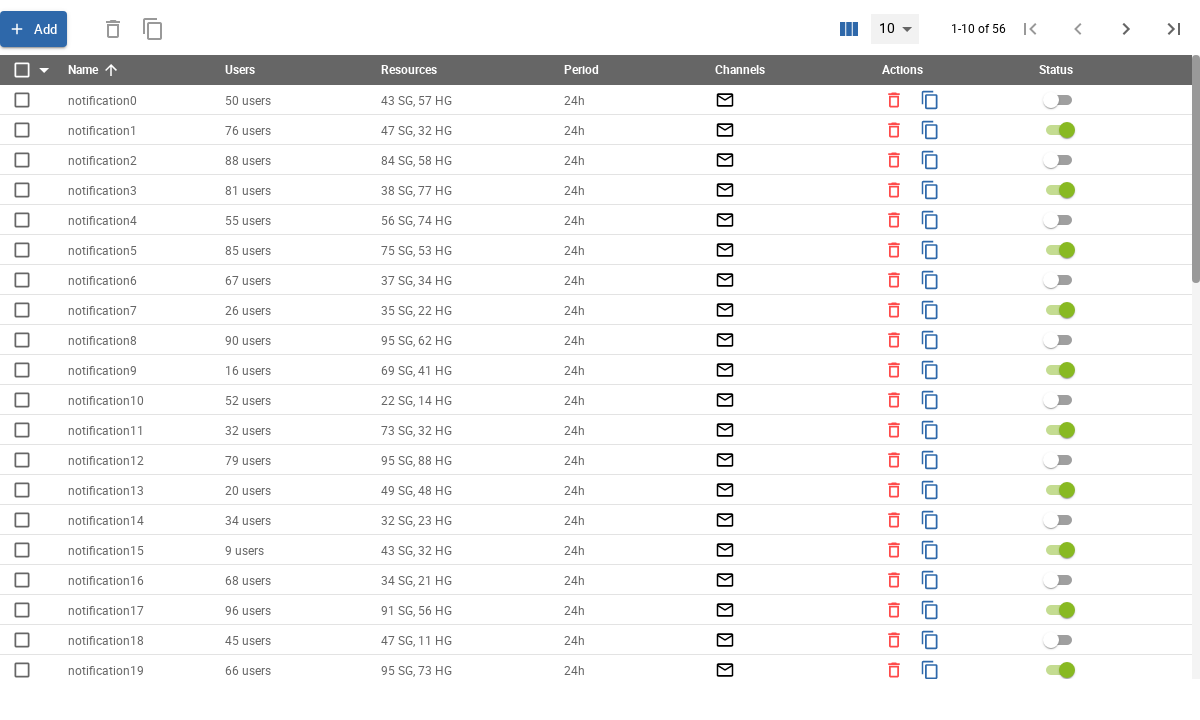 Add 10 1-10 of 56
Name Users Resources Period Channels Actions Status
notification0 50 users 43 SG, 57 HG 24h
notification1 76 users 47 SG, 32 HG 24h
notification2 88 users 84 SG, 58 HG 24h
notification3 81 users 38 SG, 77 HG 24h
notification4 55 users 56 SG, 74 HG 24h
notification5 85 users 75 SG, 53 HG 24h
notification6 67 users 37 SG, 34 HG 24h
notification7 26 users 35 SG, 22 HG 24h
notification8 90 users 95 SG, 62 HG 24h
notification9 16 users 69 SG, 41 HG 24h
notification10 52 users 22 SG, 14 HG 24h
notification11 32 users 73 SG, 32 HG 24h
notification12 79 users 95 SG, 88 HG 24h
notification13 20 users 49 SG, 48 HG 24h
notification14 34 users 32 SG, 23 HG 24h
notification15 9 users 43 SG, 32 HG 24h
notification16 68 users 34 SG, 21 HG 24h
notification17 96 users 91 SG, 56 HG 24h
notification18 45 users 47 SG, 11 HG 24h
notification19 66 users 95 SG, 73 HG 24h